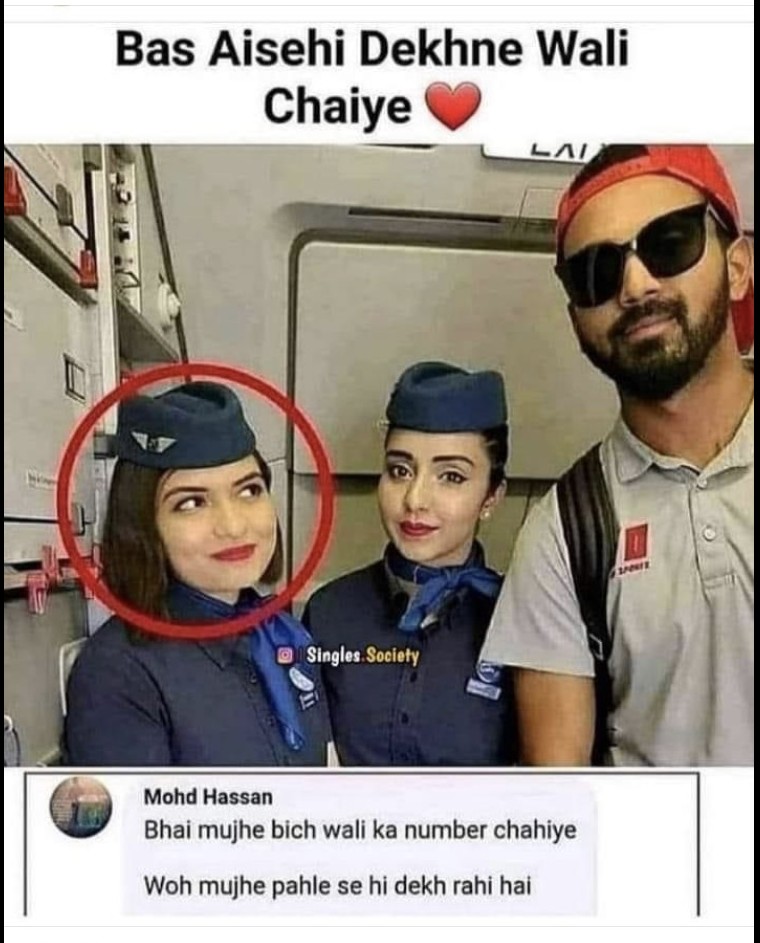 Bas Aisehi Dekhne Wali
Chaiye ❤️
Singles.Society
Mohd Hassan
Bhai mujhe bich wali ka number chahiye
Woh mujhe pahle se hi dekh rahi hai